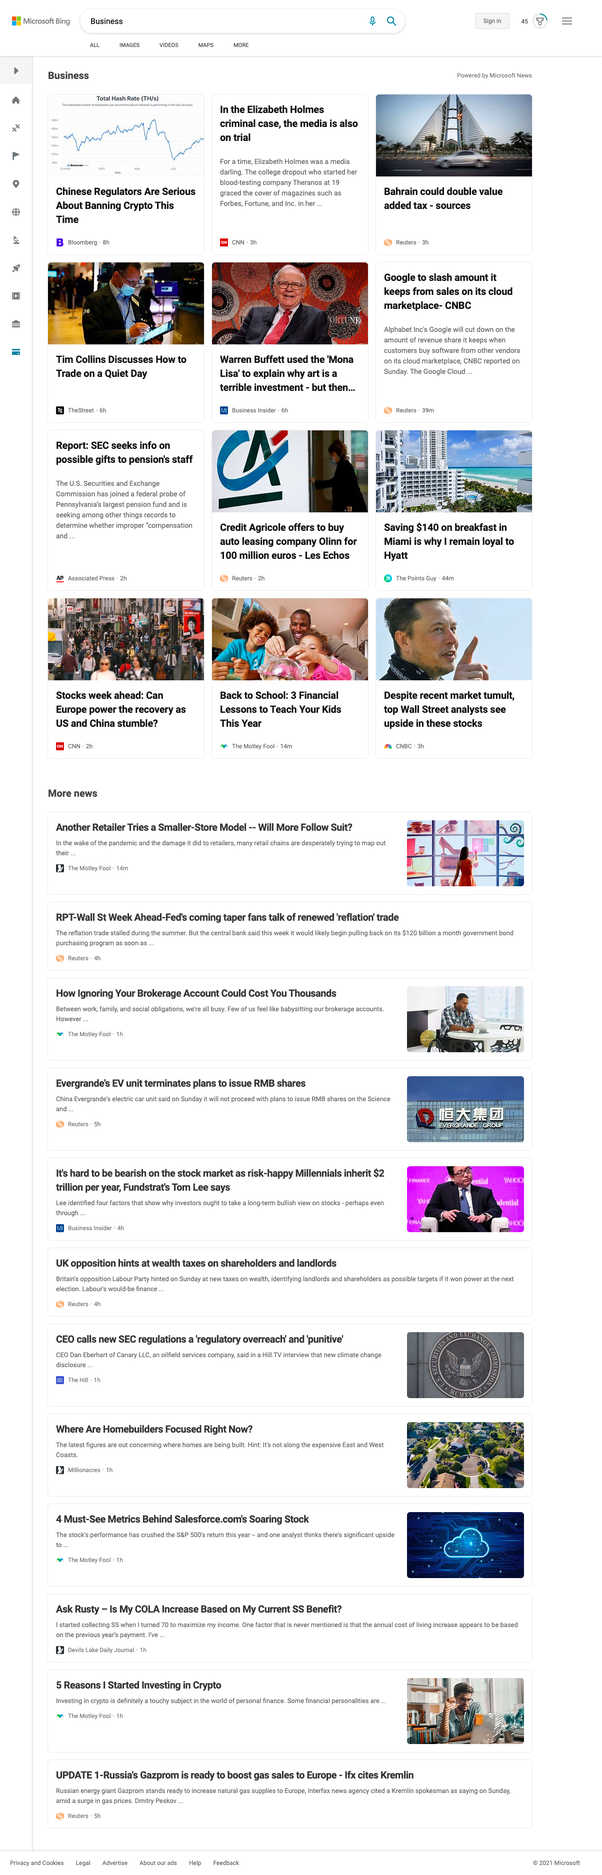 Microsoft Bing
Business
Sign in
45
ALL
IMAGES
VIDEOS
MAPS
MORE
Business
Powered by Microsoft News
Total Hash Rate (TH/s)
Chinese Regulators Are Serious
About Banning Crypto This
Time
Bloomberg · 8h
In the Elizabeth Holmes
criminal case, the media is also
on trial
For a time, Elizabeth Holmes was a media
darling. The college dropout who started her
blood-testing company Theranos at 19
graced the cover of magazines such as
Forbes, Fortune, and Inc. in her ...
CNN · 3h
Bahrain could double value
added tax - sources
Reuters · 3h
Tim Collins Discusses How to
Trade on a Quiet Day
TheStreet · 6h
FORTUNE
Warren Buffett used the 'Mona
Lisa' to explain why art is a
terrible investment - but then...
Business Insider · 6h
Google to slash amount it
keeps from sales on its cloud
marketplace- CNBC
Alphabet Inc's Google will cut down on the
amount of revenue share it keeps when
customers buy software from other vendors
on its cloud marketplace, CNBC reported on
Sunday. The Google Cloud ...
Reuters · 39m
Report: SEC seeks info on
possible gifts to pension's staff
The U.S. Securities and Exchange
Commission has joined a federal probe of
Pennsylvania's largest pension fund and is
seeking among other things records to
determine whether improper "compensation
and ...
Associated Press · 2h
Credit Agricole offers to buy
auto leasing company Olinn for
100 million euros - Les Echos
Reuters · 2h
Saving $140 on breakfast in
Miami is why I remain loyal to
Hyatt
The Points Guy · 44m
Stocks week ahead: Can
Europe power the recovery as
US and China stumble?
CNN · 2h
Back to School: 3 Financial
Lessons to Teach Your Kids
This Year
The Motley Fool · 14m
Despite recent market tumult,
top Wall Street analysts see
upside in these stocks
CNBC · 3h
More news
Another Retailer Tries a Smaller-Store Model -- Will More Follow Suit?
In the wake of the pandemic and the damage it did to retailers, many retail chains are desperately trying to map out
their ...
The Motley Fool · 14m
RPT-Wall St Week Ahead-Fed's coming taper fans talk of renewed 'reflation' trade
The reflation trade stalled during the summer. But the central bank said this week it would likely begin pulling back on its $120 billion a month government bond
purchasing program as soon as ...
Reuters · 4h
How Ignoring Your Brokerage Account Could Cost You Thousands
Between work, family, and social obligations, we're all busy. Few of us feel like babysitting our brokerage accounts.
However ...
The Motley Fool · 1h
Evergrande's EV unit terminates plans to issue RMB shares
China Evergrande's electric car unit said on Sunday it will not proceed with plans to issue RMB shares on the Science
and ...
Reuters · 5h
恒大集团
EVERGRANDE GROUP
It's hard to be bearish on the stock market as risk-happy Millennials inherit $2
trillion per year, Fundstrat's Tom Lee says
Lee identified four factors that show why investors ought to take a long-term bullish view on stocks - perhaps even
through ...
Business Insider · 4h
UK opposition hints at wealth taxes on shareholders and landlords
Britain's opposition Labour Party hinted on Sunday at new taxes on wealth, identifying landlords and shareholders as possible targets if it won power at the next
election. Labour's would-be finance ...
Reuters · 4h
CEO calls new SEC regulations a 'regulatory overreach' and 'punitive'
CEO Dan Eberhart of Canary LLC, an oilfield services company, said in a Hill.TV interview that new climate change
disclosure ...
The Hill · 1h
Where Are Homebuilders Focused Right Now?
The latest figures are out concerning where homes are being built. Hint: It's not along the expensive East and West
Coasts.
Millionacres · 1h
4 Must-See Metrics Behind Salesforce.com's Soaring Stock
The stock's performance has crushed the S&P 500's return this year – and one analyst thinks there's significant upside
to ...
The Motley Fool · 1h
Ask Rusty – Is My COLA Increase Based on My Current SS Benefit?
I started collecting SS when I turned 70 to maximize my income. One factor that is never mentioned is that the annual cost of living increase appears to be based
on the previous year's payment. I've ...
Devils Lake Daily Journal · 1h
5 Reasons I Started Investing in Crypto
Investing in crypto is definitely a touchy subject in the world of personal finance. Some financial personalities are ...
The Motley Fool · 1h
UPDATE 1-Russia's Gazprom is ready to boost gas sales to Europe - Ifx cites Kremlin
Russian energy giant Gazprom stands ready to increase natural gas supplies to Europe, Interfax news agency cited a Kremlin spokesman as saying on Sunday,
amid a surge in gas prices. Dmitry Peskov ...
Reuters · 5h
Privacy and Cookies
Legal
Advertise
About our ads
Help
Feedback
© 2021 Microsoft